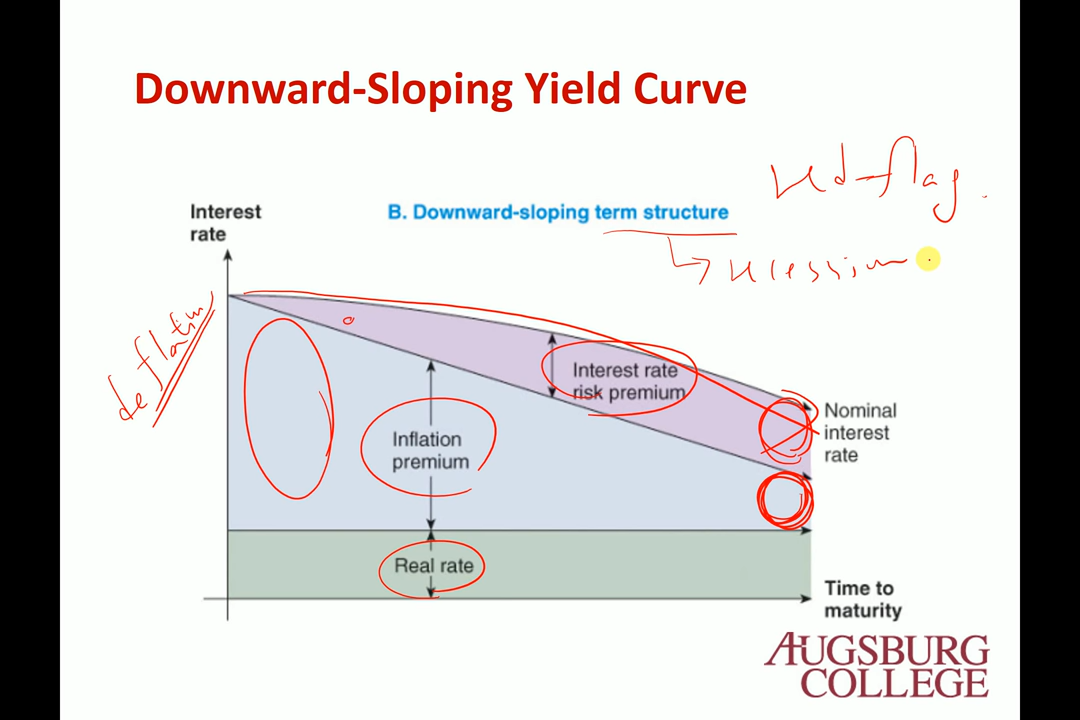 Downward-Sloping Yield Curve
red-flag.
Interest
rate
B. Downward-sloping term structure
recession
deflation
Interest rate
risk premium
Inflation
premium
Nominal
interest
rate
Real rate
Time to
maturity
AUGSBURG
COLLEGE